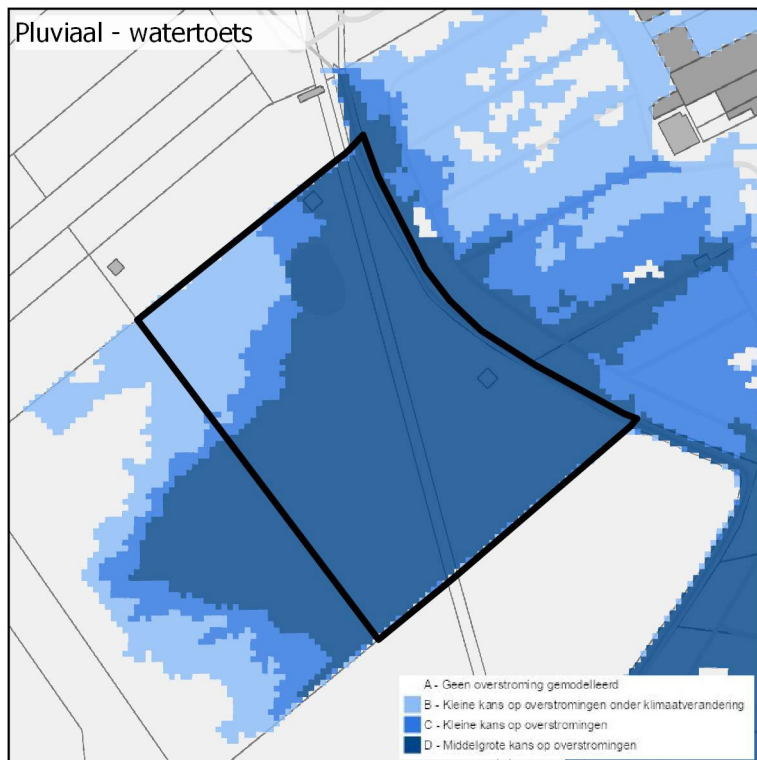 Pluviaal - watertoets
A - Geen overstroming gemodelleerd
B - Kleine kans op overstromingen onder klimaatverandering
C - Kleine kans op overstromingen
D - Middelgrote kans op overstromingen